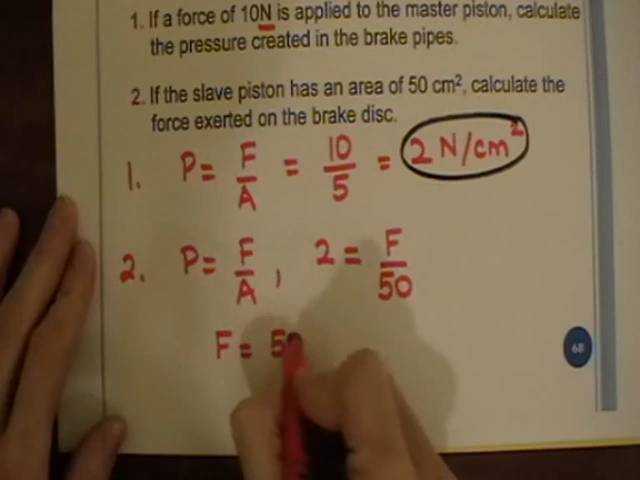 1. If a force of 10N is applied to the master piston, calculate
the pressure created in the brake pipes.
2. If the slave piston has an area of 50 cm², calculate the
force exerted on the brake disc.
1. P = F/A = 10/5 = 2 N/cm²
2. P = F/A, 2 = F/50
F = 50
68